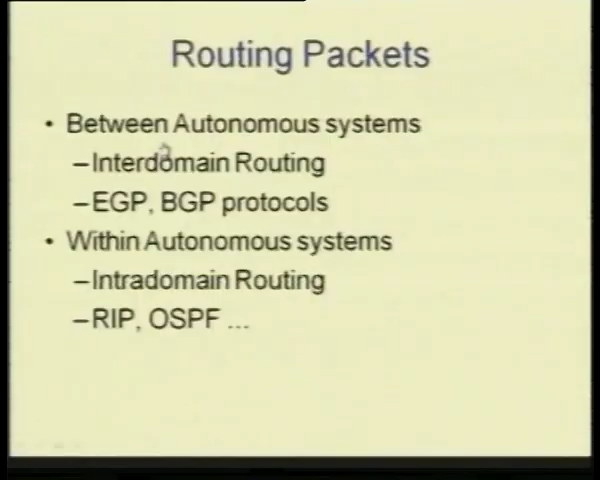 Routing Packets
• Between Autonomous systems
–Interdomain Routing
–EGP, BGP protocols
• Within Autonomous systems
–Intradomain Routing
–RIP, OSPF ...